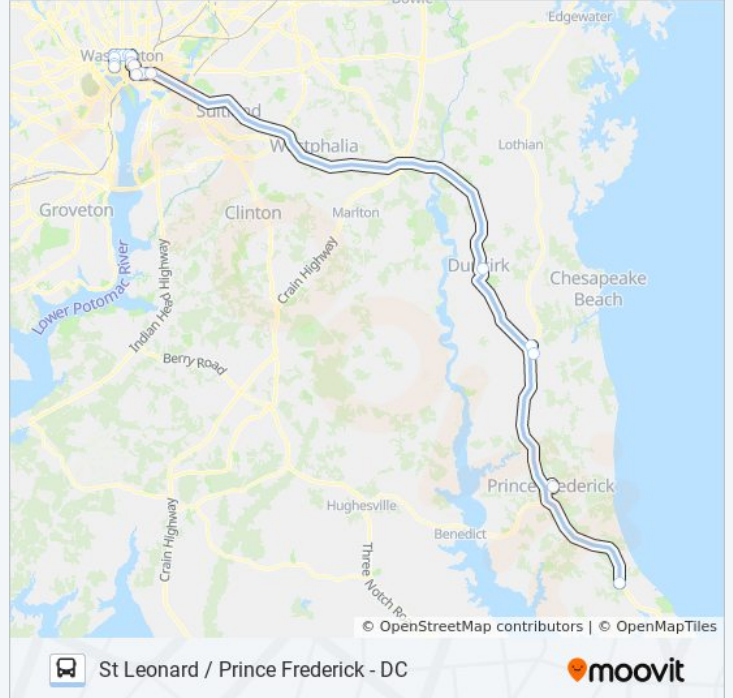 Bowie
Edgewater
Washington
Suitland
Westphalia
Lothian
Groveton
Clinton
Marlton
Crain Highway
Dunkirk
Chesapeake
Beach
Lower Potomac River
Indian Head Highway
Berry Road
Prince Frederick
Hughesville
Crain Highway
Benedict
Three Notch Ro
© OpenStreetMap contributors | © OpenMapTiles
St Leonard / Prince Frederick - DC
moovit